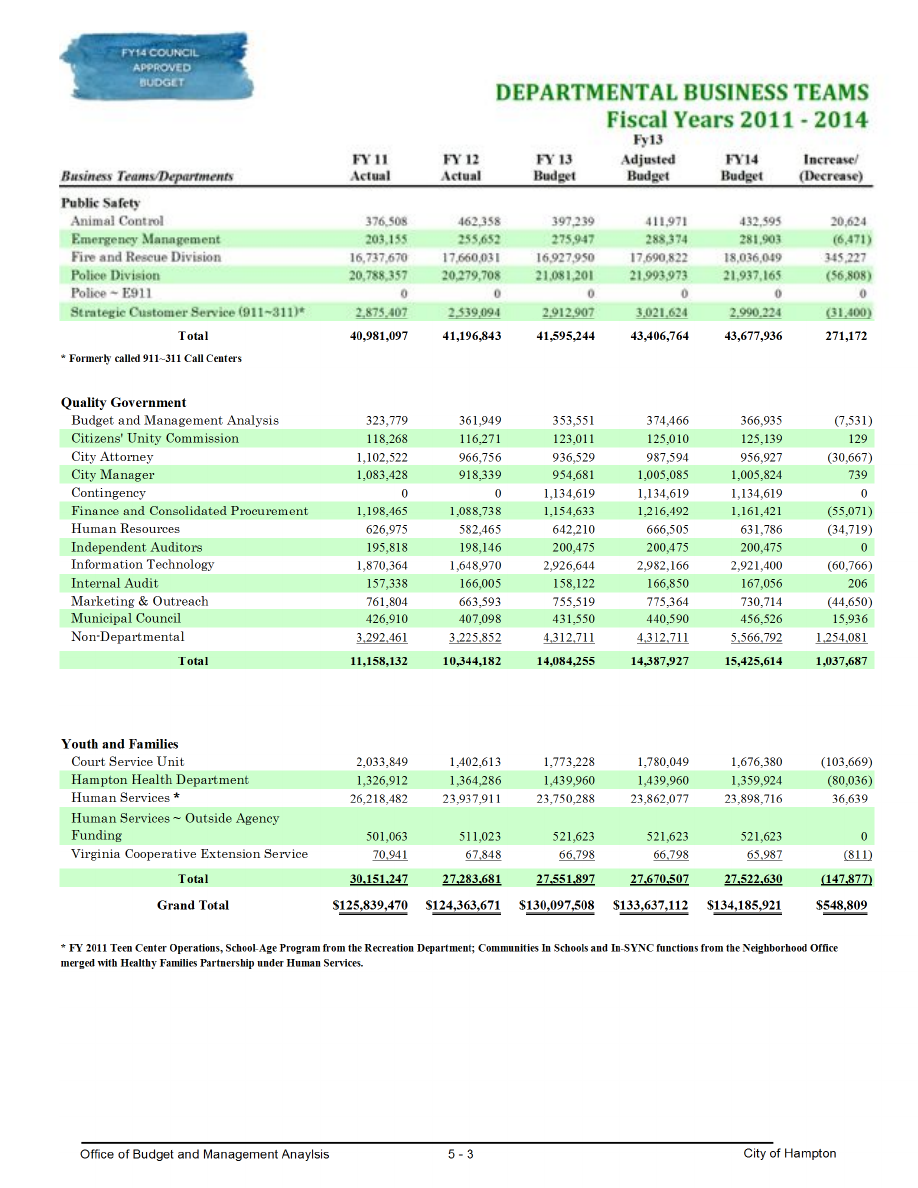 FY14 COUNCIL
APPROVED
BUDGET
DEPARTMENTAL BUSINESS TEAMS
Fiscal Years 2011 - 2014
Fy13
FY 11 FY 12 FY 13 Adjusted FY14 Increase/
Business Teams/Departments Actual Actual Budget Budget Budget (Decrease)
Public Safety
Animal Control 376,508 462,358 397,239 411,971 432,595 20,624
Emergency Management 203,155 255,652 275,947 288,374 281,903 (6,471)
Fire and Rescue Division 16,737,670 17,660,031 16,927,950 17,690,822 18,036,049 345,227
Police Division 20,788,357 20,279,708 21,081,201 21,993,973 21,937,165 (56,808)
Police ~ E911 0 0 0 0 0 0
Strategic Customer Service (911~311)* 2,875,407 2,539,094 2,912,907 3,021,624 2,990,224 (31,400)
Total 40,981,097 41,196,843 41,595,244 43,406,764 43,677,936 271,172
* Formerly called 911~311 Call Centers
Quality Government
Budget and Management Analysis 323,779 361,949 353,551 374,466 366,935 (7,531)
Citizens' Unity Commission 118,268 116,271 123,011 125,010 125,139 129
City Attorney 1,102,522 966,756 936,529 987,594 956,927 (30,667)
City Manager 1,083,428 918,339 954,681 1,005,085 1,005,824 739
Contingency 0 0 1,134,619 1,134,619 1,134,619 0
Finance and Consolidated Procurement 1,198,465 1,088,738 1,154,633 1,216,492 1,161,421 (55,071)
Human Resources 626,975 582,465 642,210 666,505 631,786 (34,719)
Independent Auditors 195,818 198,146 200,475 200,475 200,475 0
Information Technology 1,870,364 1,648,970 2,926,644 2,982,166 2,921,400 (60,766)
Internal Audit 157,338 166,005 158,122 166,850 167,056 206
Marketing & Outreach 761,804 663,593 755,519 775,364 730,714 (44,650)
Municipal Council 426,910 407,098 431,550 440,590 456,526 15,936
Non-Departmental 3,292,461 3,225,852 4,312,711 4,312,711 5,566,792 1,254,081
Total 11,158,132 10,344,182 14,084,255 14,387,927 15,425,614 1,037,687
Youth and Families
Court Service Unit 2,033,849 1,402,613 1,773,228 1,780,049 1,676,380 (103,669)
Hampton Health Department 1,326,912 1,364,286 1,439,960 1,439,960 1,359,924 (80,036)
Human Services * 26,218,482 23,937,911 23,750,288 23,862,077 23,898,716 36,639
Human Services ~ Outside Agency
Funding 501,063 511,023 521,623 521,623 521,623 0
Virginia Cooperative Extension Service 70,941 67,848 66,798 66,798 65,987 (811)
Total 30,151,247 27,283,681 27,551,897 27,670,507 27,522,630 (147,877)
Grand Total $125,839,470 $124,363,671 $130,097,508 $133,637,112 $134,185,921 $548,809
* FY 2011 Teen Center Operations, School-Age Program from the Recreation Department; Communities In Schools and In-SYNC functions from the Neighborhood Office
merged with Healthy Families Partnership under Human Services.
Office of Budget and Management Anaylsis 5 - 3 City of Hampton